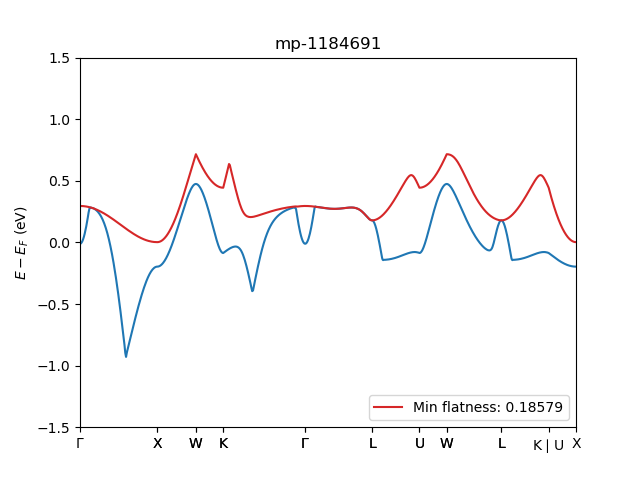 mp-1184691
1.5
1.0
0.5
0.0
−0.5
−1.0
−1.5
E − E_F (eV)
Min flatness: 0.18579
Γ X W K Γ L U W L K | U X